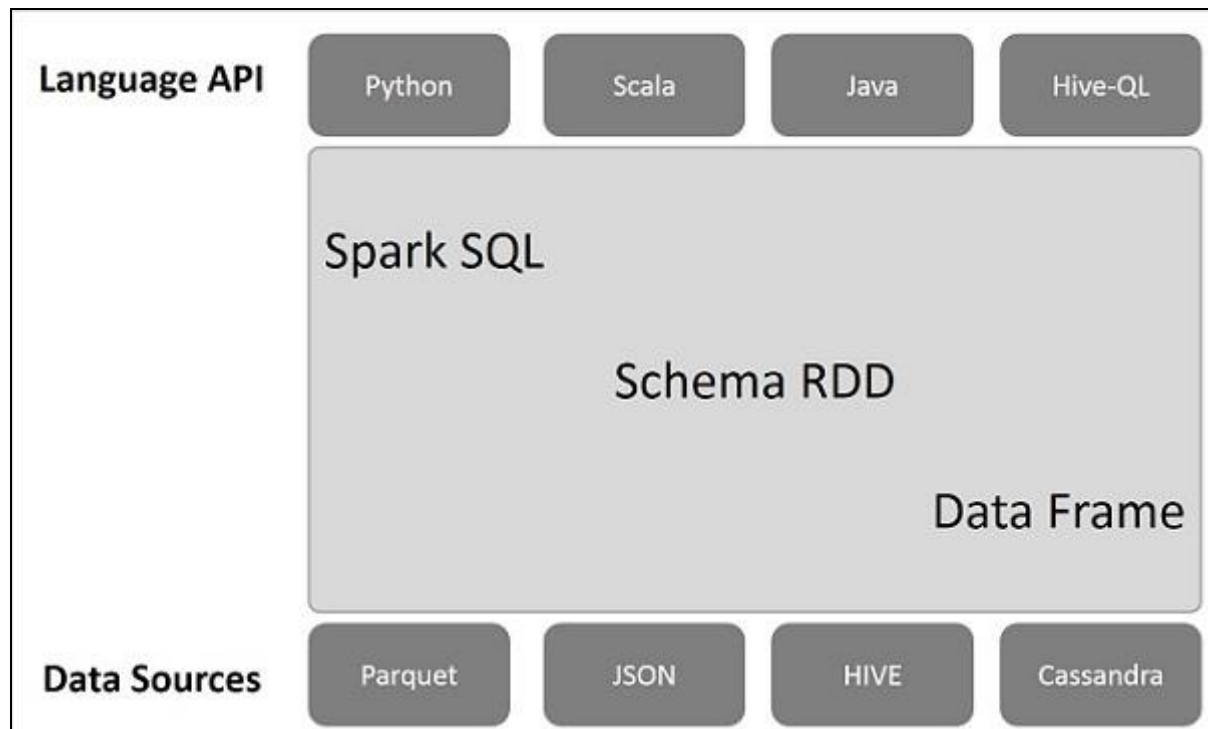 Language API
Python
Scala
Java
Hive-QL
Spark SQL
Schema RDD
Data Frame
Data Sources
Parquet
JSON
HIVE
Cassandra